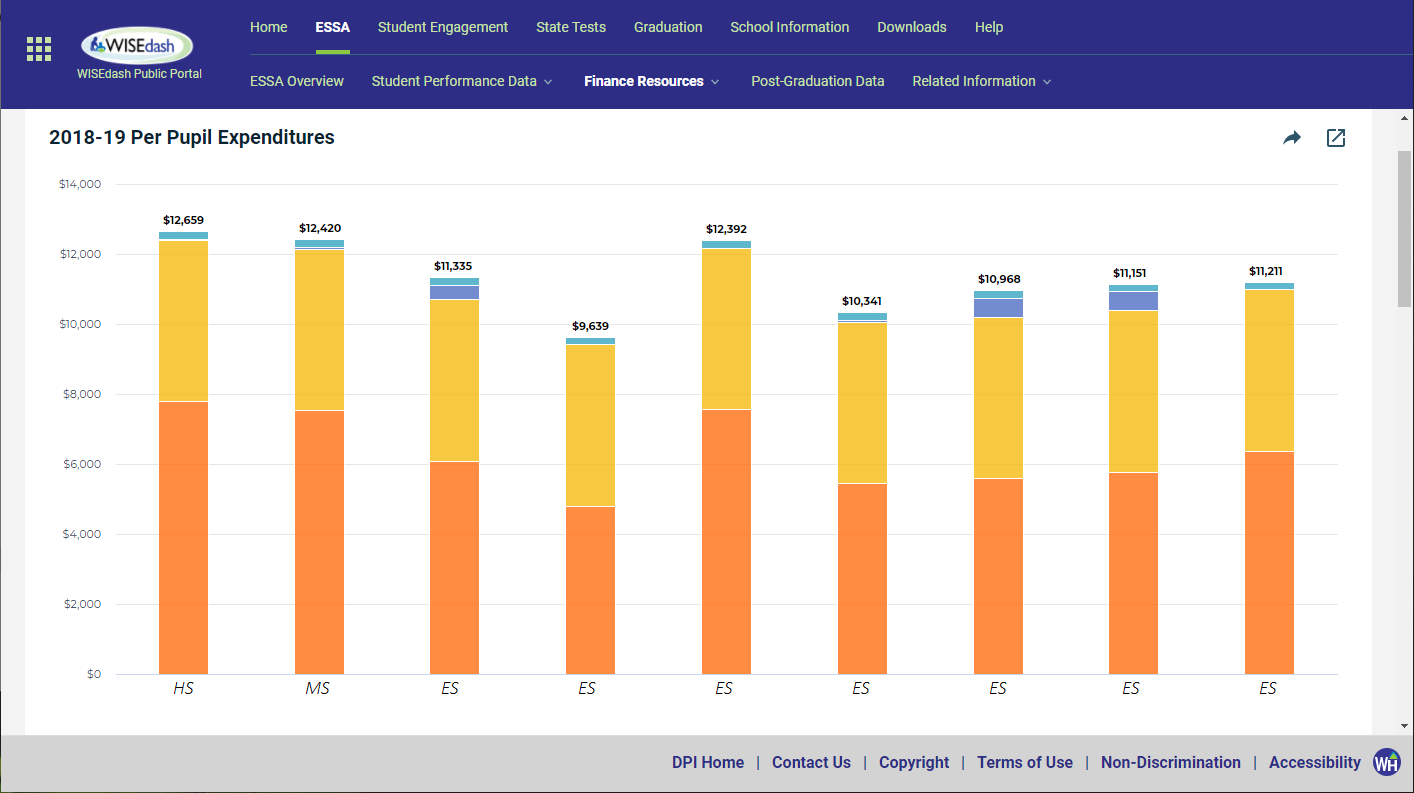 Home ESSA Student Engagement State Tests Graduation School Information Downloads Help
WISEdash
WISEdash Public Portal
ESSA Overview Student Performance Data Finance Resources Post-Graduation Data Related Information
2018-19 Per Pupil Expenditures
$14,000
$12,000
$10,000
$8,000
$6,000
$4,000
$2,000
$0
$12,659
$12,420
$11,335
$9,639
$12,392
$10,341
$10,968
$11,151
$11,211
HS MS ES ES ES ES ES ES ES
DPI Home | Contact Us | Copyright | Terms of Use | Non-Discrimination | Accessibility WH